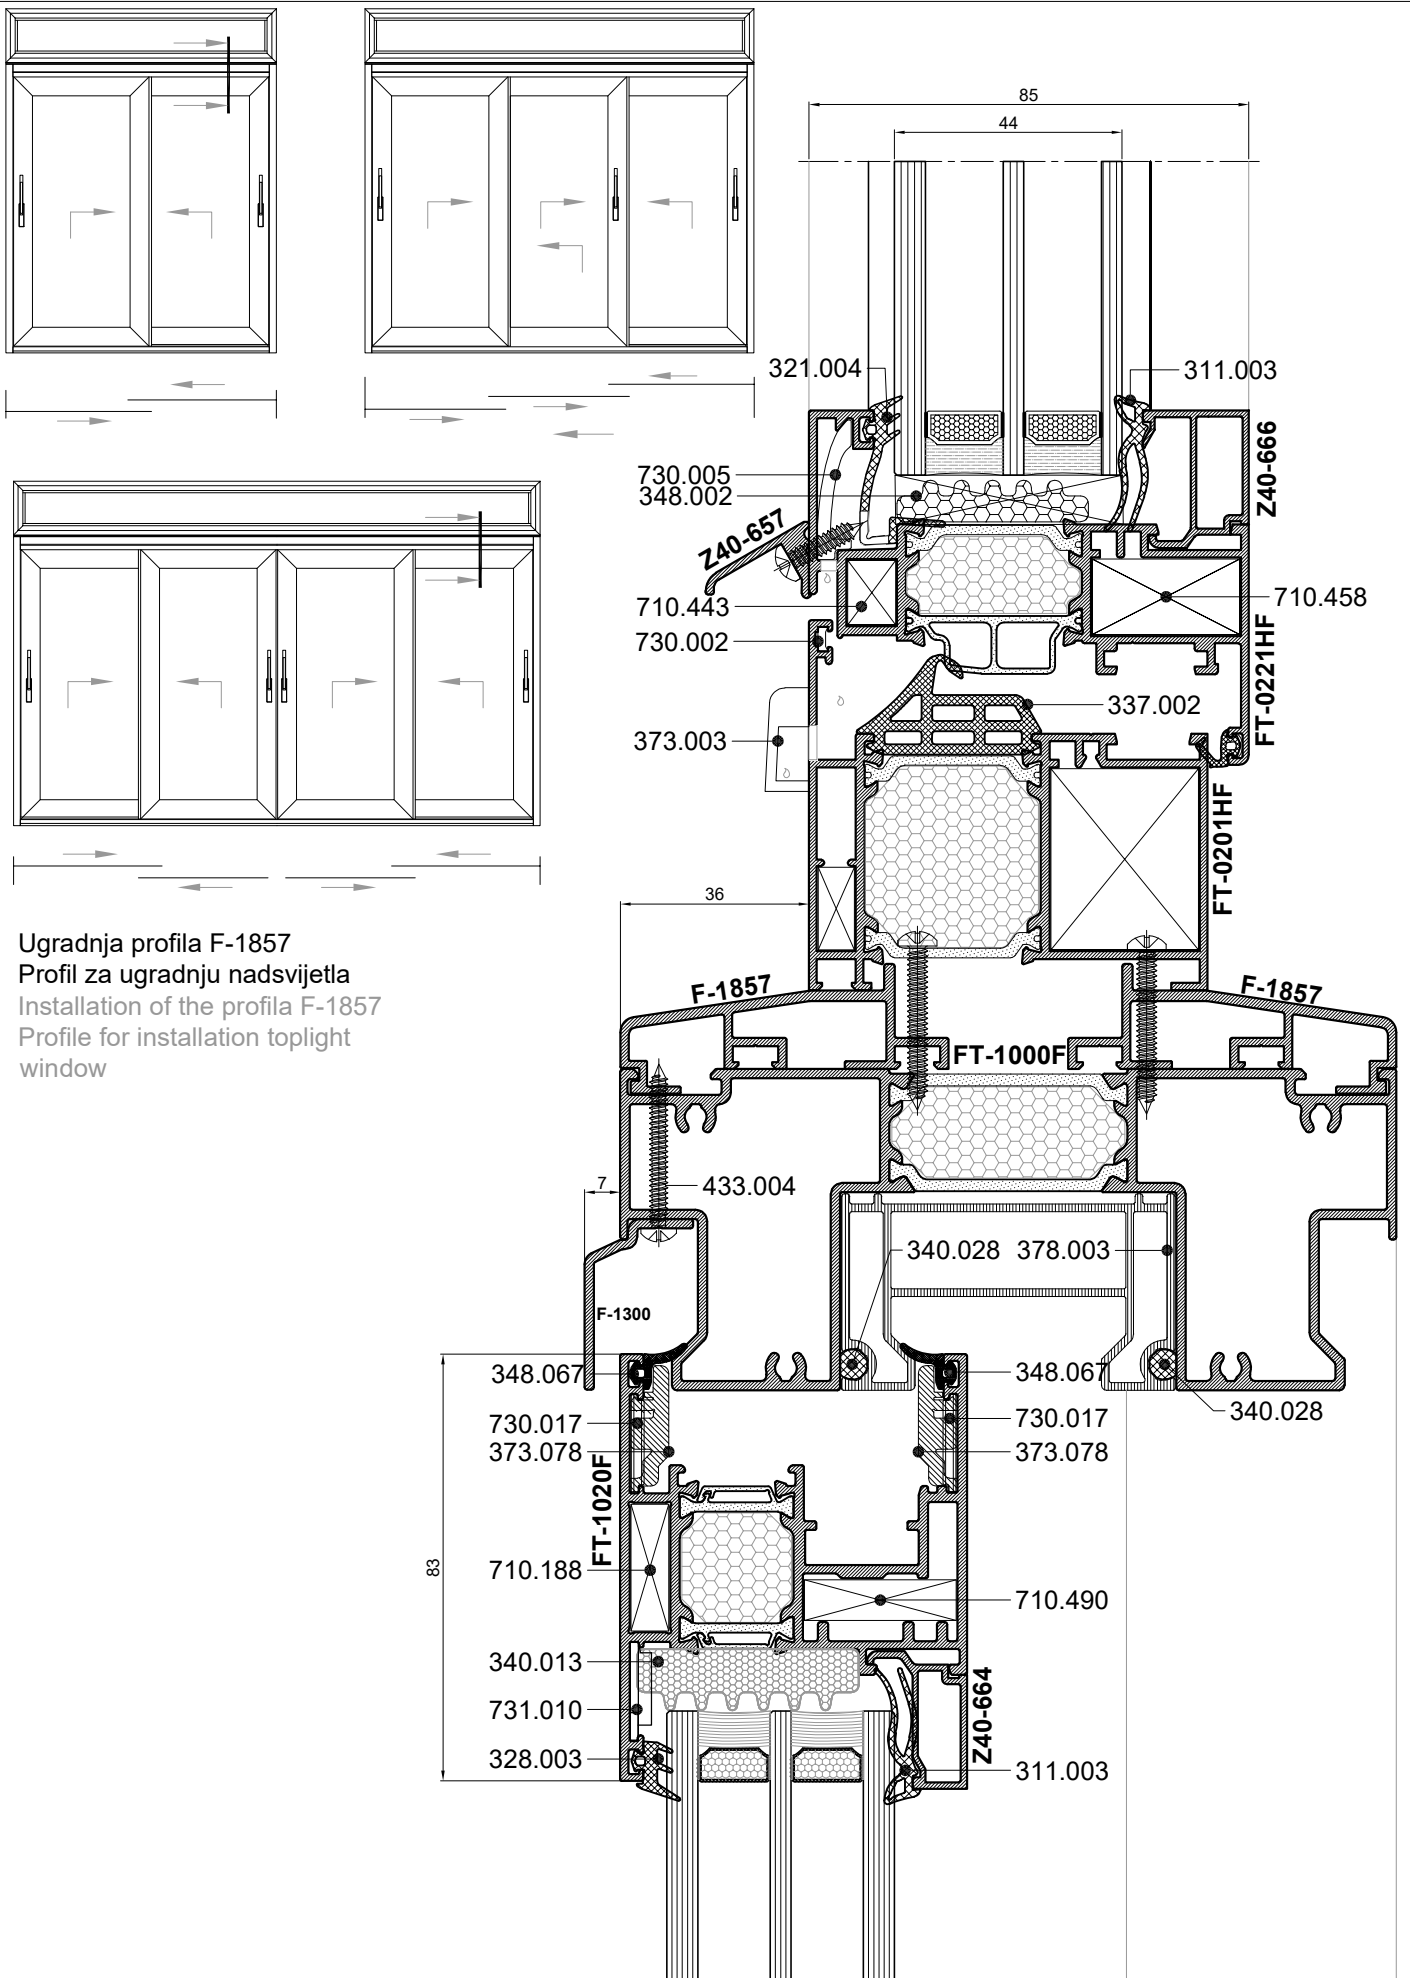 85
44
321.004
311.003
Z40-666
730.005
348.002
Z40-657
710.443
710.458
730.002
FT-0221HF
337.002
373.003
FT-0201HF
36
Ugradnja profila F-1857
Profil za ugradnju nadsvijetla
Installation of the profila F-1857
Profile for installation toplight
window
F-1857
F-1857
FT-1000F
7
433.004
340.028
378.003
F-1300
348.067
348.067
730.017
730.017
340.028
373.078
373.078
FT-1020F
83
710.188
710.490
340.013
731.010
Z40-664
328.003
311.003